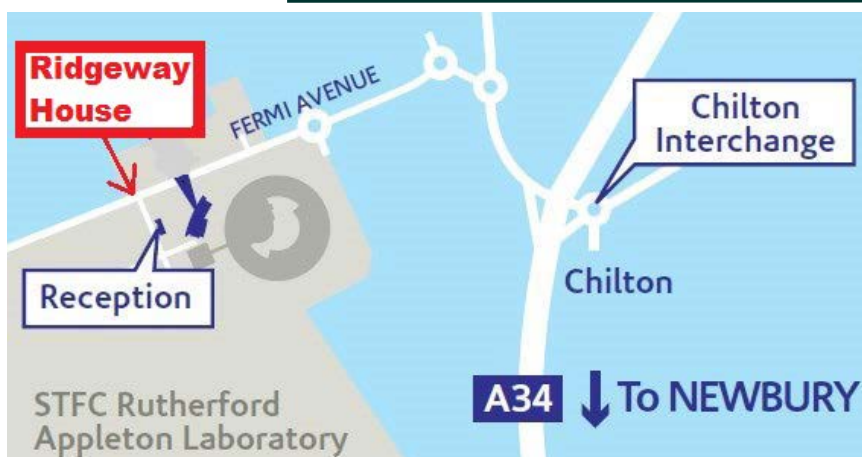 Ridgeway
House
FERMI AVENUE
Chilton
Interchange
Reception
Chilton
STFC Rutherford
Appleton Laboratory
A34
To NEWBURY